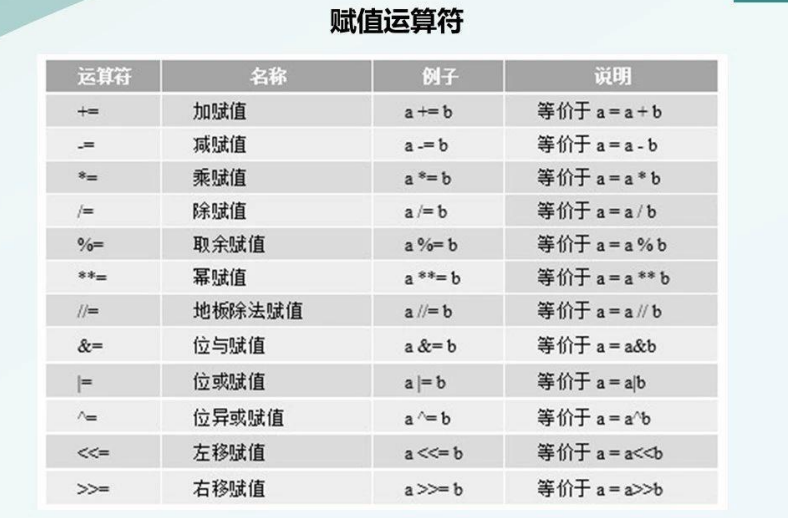 赋值运算符
运算符 名称 例子 说明
+= 加赋值 a += b 等价于 a = a + b
-= 减赋值 a -= b 等价于 a = a - b
*= 乘赋值 a *= b 等价于 a = a * b
/= 除赋值 a /= b 等价于 a = a / b
%= 取余赋值 a %= b 等价于 a = a % b
**= 幂赋值 a **= b 等价于 a = a ** b
//= 地板除法赋值 a //= b 等价于 a = a // b
&= 位与赋值 a &= b 等价于 a = a&b
|= 位或赋值 a |= b 等价于 a = a|b
^= 位异或赋值 a ^= b 等价于 a = a^b
<<= 左移赋值 a <<= b 等价于 a = a<<b
>>= 右移赋值 a >>= b 等价于 a = a>>b